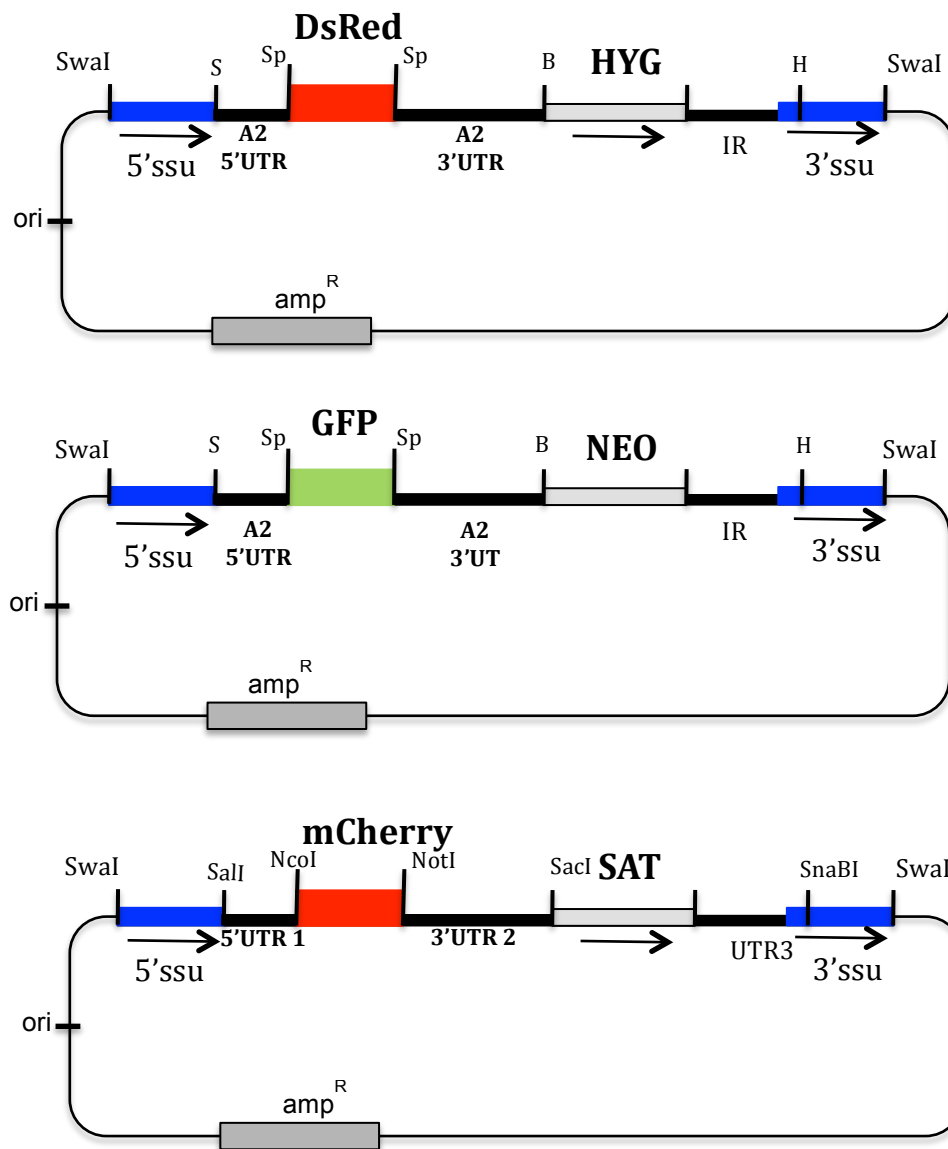 DsRed
SwaI S Sp Sp B HYG H SwaI
A2
5'UTR
A2
3'UTR
IR
5'ssu
3'ssu
ori
amp R
GFP
SwaI S Sp Sp B NEO H SwaI
A2
5'UTR
A2
3'UT
IR
5'ssu
3'ssu
ori
amp R
mCherry
SwaI SalI NcoI NotI SacI SAT SnaBI SwaI
5'UTR 1
3'UTR 2
UTR3
5'ssu
3'ssu
ori
amp R